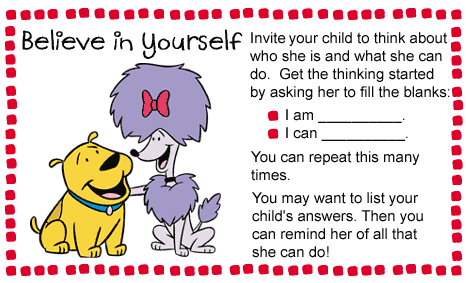 Believe in Yourself
Invite your child to think about
who she is and what she can
do.  Get the thinking started
by asking her to fill the blanks:
I am ___________.
I can ___________.
You can repeat this many
times.
You may want to list your
child's answers. Then you
can remind her of all that
she can do!